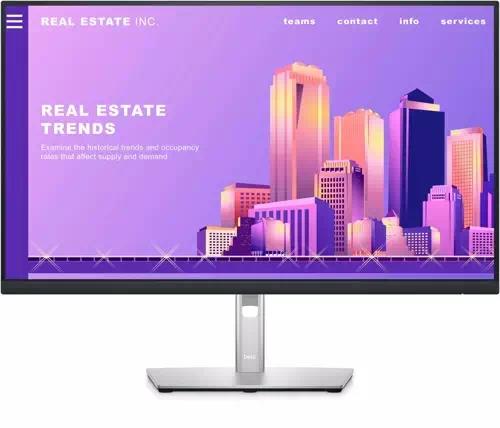 REAL ESTATE INC.
teams contact info services
REAL ESTATE
TRENDS
Examine the historical trends and occupancy
rates that affect supply and demand
DELL